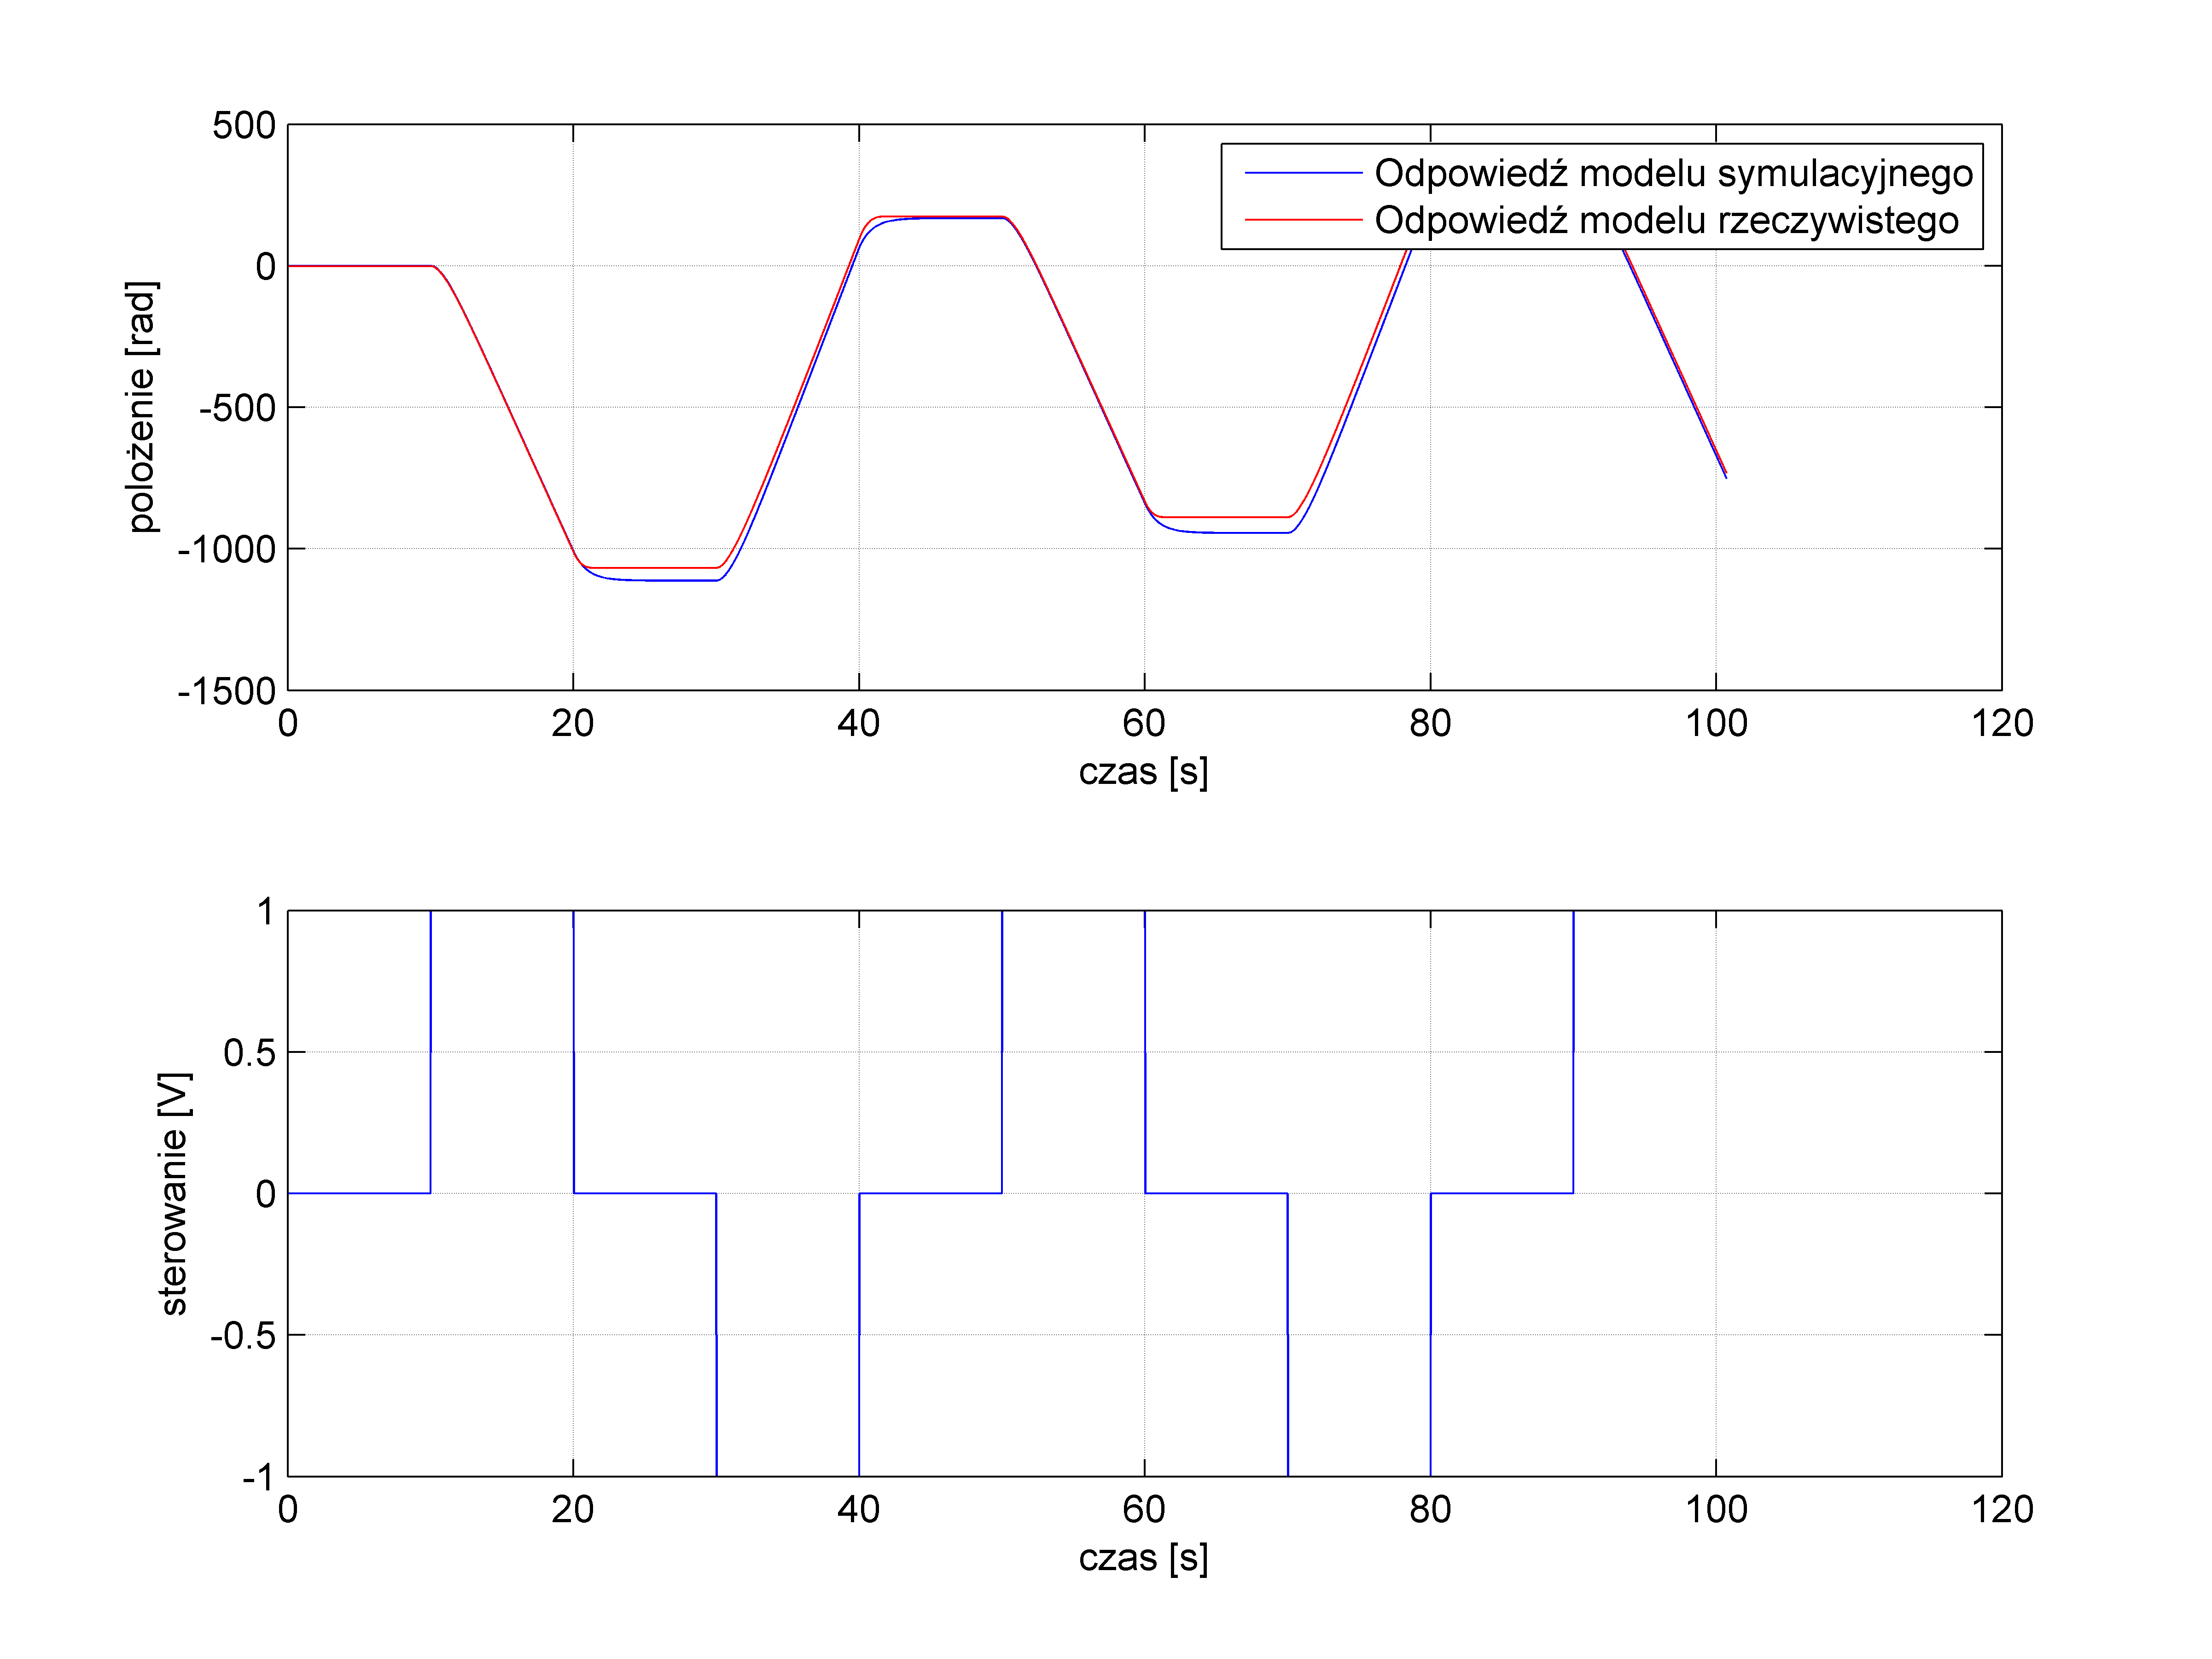 500
0
-500
-1000
-1500
położenie [rad]
Odpowiedź modelu symulacyjnego
Odpowiedź modelu rzeczywistego
0 20 40 60 80 100 120
czas [s]
1
0.5
0
-0.5
-1
sterowanie [V]
0 20 40 60 80 100 120
czas [s]